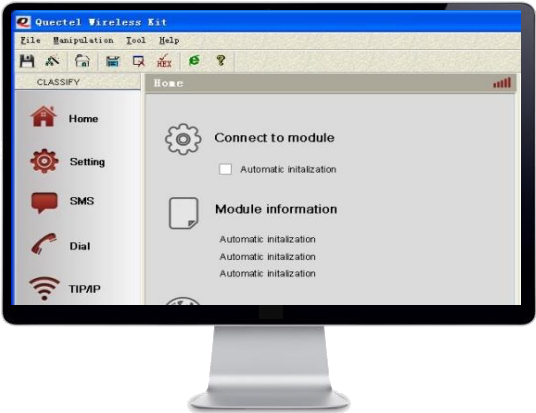 Quectel Wireless Kit
File Manipulation Tool Help
HEX
CLASSIFY
Home
Home
Connect to module
Setting
Automatic initalization
SMS
Module information
Dial
Automatic initalization
Automatic initalization
Automatic initalization
TIP/IP